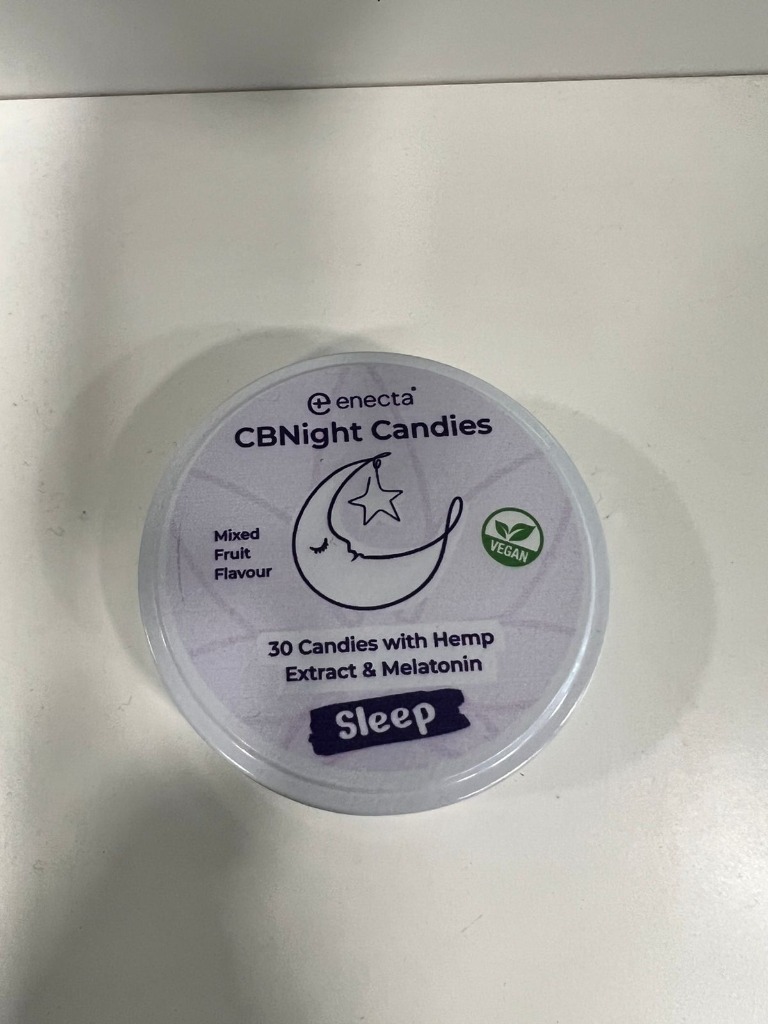 enecta
CBNight Candies
Mixed
Fruit
Flavour
VEGAN
30 Candies with Hemp
Extract & Melatonin
Sleep